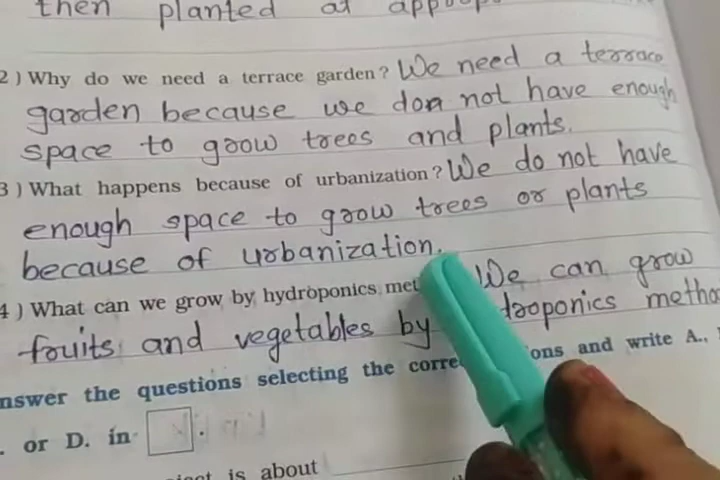 then planted at
2 ) Why do we need a terrace garden ? We need a terrace
garden because we don not have enough
space to grow trees and plants.
3 ) What happens because of urbanization ? We do not have
enough space to grow trees or plants
because of urbanization.
4 ) What can we grow by hydroponics met We can grow
fruits and vegetables by droponics metho
nswer the questions selecting the corre ons and write A.,
. or D. in .
is about